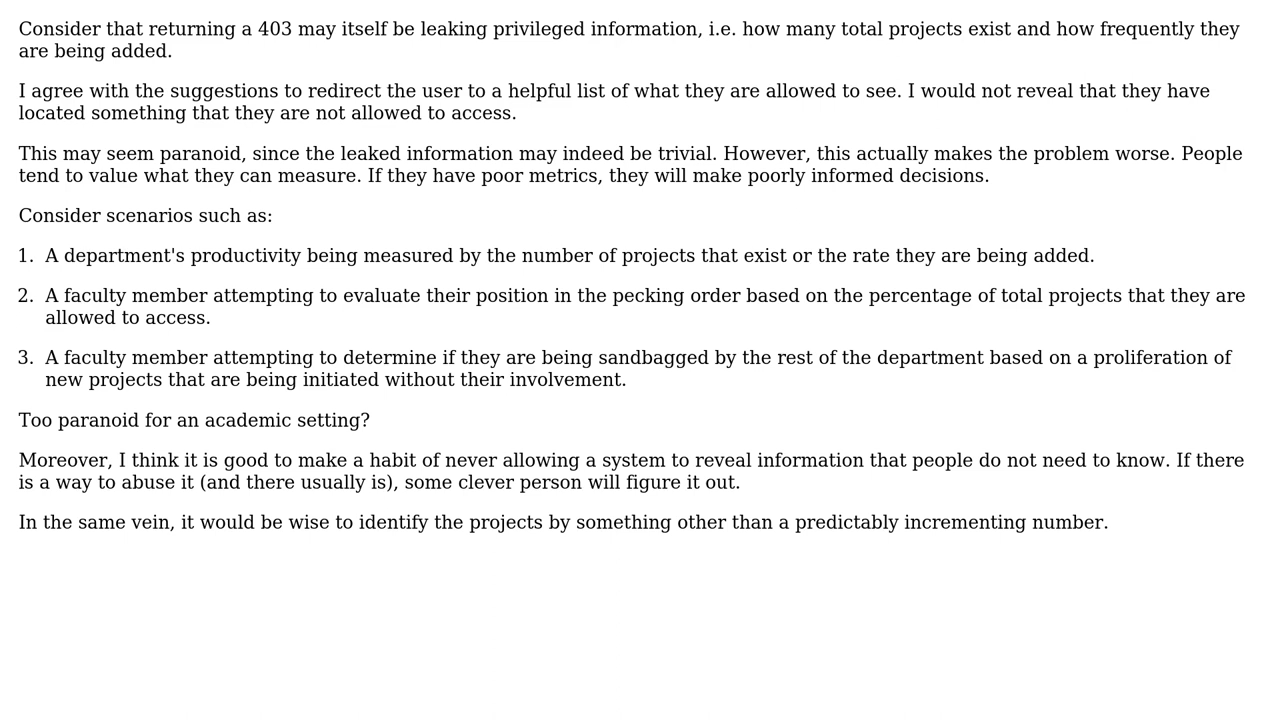 Consider that returning a 403 may itself be leaking privileged information, i.e. how many total projects exist and how frequently they
are being added.
I agree with the suggestions to redirect the user to a helpful list of what they are allowed to see. I would not reveal that they have
located something that they are not allowed to access.
This may seem paranoid, since the leaked information may indeed be trivial. However, this actually makes the problem worse. People
tend to value what they can measure. If they have poor metrics, they will make poorly informed decisions.
Consider scenarios such as:
1. A department's productivity being measured by the number of projects that exist or the rate they are being added.
2. A faculty member attempting to evaluate their position in the pecking order based on the percentage of total projects that they are
allowed to access.
3. A faculty member attempting to determine if they are being sandbagged by the rest of the department based on a proliferation of
new projects that are being initiated without their involvement.
Too paranoid for an academic setting?
Moreover, I think it is good to make a habit of never allowing a system to reveal information that people do not need to know. If there
is a way to abuse it (and there usually is), some clever person will figure it out.
In the same vein, it would be wise to identify the projects by something other than a predictably incrementing number.